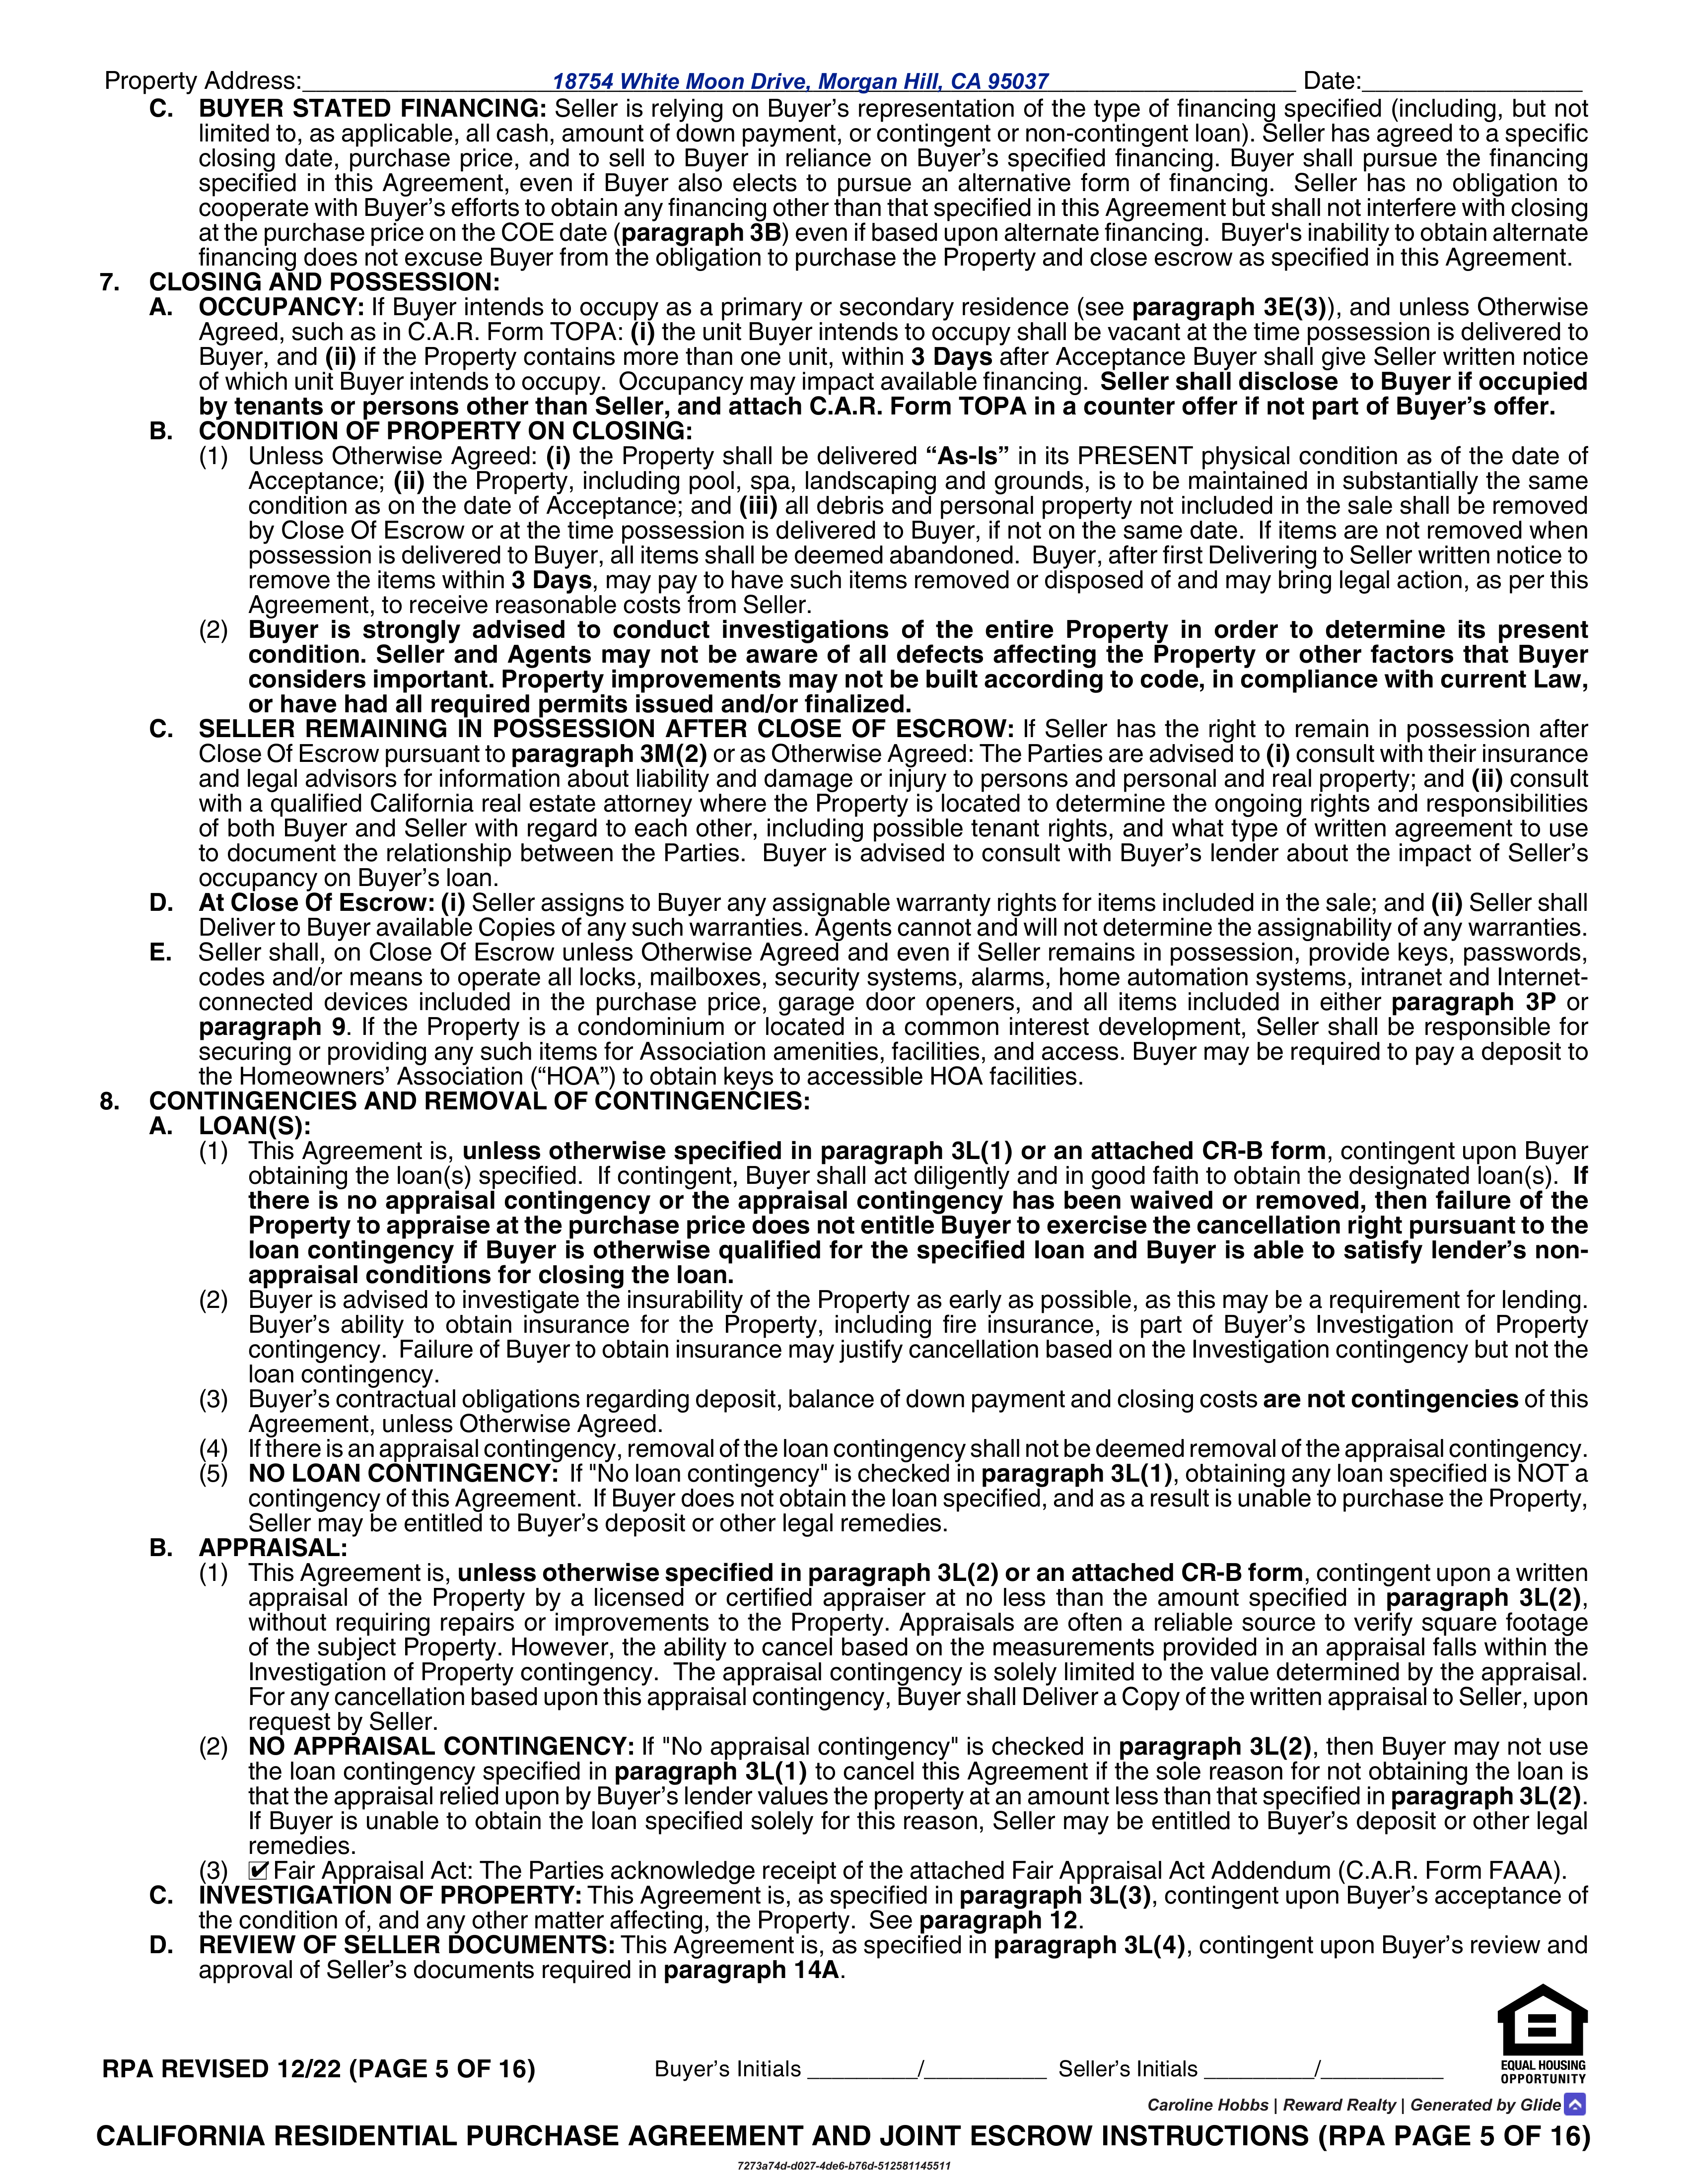 Property Address: 18754 White Moon Drive, Morgan Hill, CA 95037 Date:
C. BUYER STATED FINANCING: Seller is relying on Buyer's representation of the type of financing specified (including, but not
limited to, as applicable, all cash, amount of down payment, or contingent or non-contingent loan). Seller has agreed to a specific
closing date, purchase price, and to sell to Buyer in reliance on Buyer's specified financing. Buyer shall pursue the financing
specified in this Agreement, even if Buyer also elects to pursue an alternative form of financing. Seller has no obligation to
cooperate with Buyer's efforts to obtain any financing other than that specified in this Agreement but shall not interfere with closing
at the purchase price on the COE date (paragraph 3B) even if based upon alternate financing. Buyer's inability to obtain alternate
financing does not excuse Buyer from the obligation to purchase the Property and close escrow as specified in this Agreement.
7. CLOSING AND POSSESSION:
A. OCCUPANCY: If Buyer intends to occupy as a primary or secondary residence (see paragraph 3E(3)), and unless Otherwise
Agreed, such as in C.A.R. Form TOPA: (i) the unit Buyer intends to occupy shall be vacant at the time possession is delivered to
Buyer, and (ii) if the Property contains more than one unit, within 3 Days after Acceptance Buyer shall give Seller written notice
of which unit Buyer intends to occupy. Occupancy may impact available financing. Seller shall disclose to Buyer if occupied
by tenants or persons other than Seller, and attach C.A.R. Form TOPA in a counter offer if not part of Buyer's offer.
B. CONDITION OF PROPERTY ON CLOSING:
(1) Unless Otherwise Agreed: (i) the Property shall be delivered “As-Is” in its PRESENT physical condition as of the date of
Acceptance; (ii) the Property, including pool, spa, landscaping and grounds, is to be maintained in substantially the same
condition as on the date of Acceptance; and (iii) all debris and personal property not included in the sale shall be removed
by Close Of Escrow or at the time possession is delivered to Buyer, if not on the same date. If items are not removed when
possession is delivered to Buyer, all items shall be deemed abandoned. Buyer, after first Delivering to Seller written notice to
remove the items within 3 Days, may pay to have such items removed or disposed of and may bring legal action, as per this
Agreement, to receive reasonable costs from Seller.
(2) Buyer is strongly advised to conduct investigations of the entire Property in order to determine its present
condition. Seller and Agents may not be aware of all defects affecting the Property or other factors that Buyer
considers important. Property improvements may not be built according to code, in compliance with current Law,
or have had all required permits issued and/or finalized.
C. SELLER REMAINING IN POSSESSION AFTER CLOSE OF ESCROW: If Seller has the right to remain in possession after
Close Of Escrow pursuant to paragraph 3M(2) or as Otherwise Agreed: The Parties are advised to (i) consult with their insurance
and legal advisors for information about liability and damage or injury to persons and personal and real property; and (ii) consult
with a qualified California real estate attorney where the Property is located to determine the ongoing rights and responsibilities
of both Buyer and Seller with regard to each other, including possible tenant rights, and what type of written agreement to use
to document the relationship between the Parties. Buyer is advised to consult with Buyer's lender about the impact of Seller's
occupancy on Buyer's loan.
D. At Close Of Escrow: (i) Seller assigns to Buyer any assignable warranty rights for items included in the sale; and (ii) Seller shall
Deliver to Buyer available Copies of any such warranties. Agents cannot and will not determine the assignability of any warranties.
E. Seller shall, on Close Of Escrow unless Otherwise Agreed and even if Seller remains in possession, provide keys, passwords,
codes and/or means to operate all locks, mailboxes, security systems, alarms, home automation systems, intranet and Internet-
connected devices included in the purchase price, garage door openers, and all items included in either paragraph 3P or
paragraph 9. If the Property is a condominium or located in a common interest development, Seller shall be responsible for
securing or providing any such items for Association amenities, facilities, and access. Buyer may be required to pay a deposit to
the Homeowners' Association (“HOA”) to obtain keys to accessible HOA facilities.
8. CONTINGENCIES AND REMOVAL OF CONTINGENCIES:
A. LOAN(S):
(1) This Agreement is, unless otherwise specified in paragraph 3L(1) or an attached CR-B form, contingent upon Buyer
obtaining the loan(s) specified. If contingent, Buyer shall act diligently and in good faith to obtain the designated loan(s). If
there is no appraisal contingency or the appraisal contingency has been waived or removed, then failure of the
Property to appraise at the purchase price does not entitle Buyer to exercise the cancellation right pursuant to the
loan contingency if Buyer is otherwise qualified for the specified loan and Buyer is able to satisfy lender's non-
appraisal conditions for closing the loan.
(2) Buyer is advised to investigate the insurability of the Property as early as possible, as this may be a requirement for lending.
Buyer's ability to obtain insurance for the Property, including fire insurance, is part of Buyer's Investigation of Property
contingency. Failure of Buyer to obtain insurance may justify cancellation based on the Investigation contingency but not the
loan contingency.
(3) Buyer's contractual obligations regarding deposit, balance of down payment and closing costs are not contingencies of this
Agreement, unless Otherwise Agreed.
(4) If there is an appraisal contingency, removal of the loan contingency shall not be deemed removal of the appraisal contingency.
(5) NO LOAN CONTINGENCY: If "No loan contingency" is checked in paragraph 3L(1), obtaining any loan specified is NOT a
contingency of this Agreement. If Buyer does not obtain the loan specified, and as a result is unable to purchase the Property,
Seller may be entitled to Buyer's deposit or other legal remedies.
B. APPRAISAL:
(1) This Agreement is, unless otherwise specified in paragraph 3L(2) or an attached CR-B form, contingent upon a written
appraisal of the Property by a licensed or certified appraiser at no less than the amount specified in paragraph 3L(2),
without requiring repairs or improvements to the Property. Appraisals are often a reliable source to verify square footage
of the subject Property. However, the ability to cancel based on the measurements provided in an appraisal falls within the
Investigation of Property contingency. The appraisal contingency is solely limited to the value determined by the appraisal.
For any cancellation based upon this appraisal contingency, Buyer shall Deliver a Copy of the written appraisal to Seller, upon
request by Seller.
(2) NO APPRAISAL CONTINGENCY: If "No appraisal contingency" is checked in paragraph 3L(2), then Buyer may not use
the loan contingency specified in paragraph 3L(1) to cancel this Agreement if the sole reason for not obtaining the loan is
that the appraisal relied upon by Buyer's lender values the property at an amount less than that specified in paragraph 3L(2).
If Buyer is unable to obtain the loan specified solely for this reason, Seller may be entitled to Buyer's deposit or other legal
remedies.
(3) ✔ Fair Appraisal Act: The Parties acknowledge receipt of the attached Fair Appraisal Act Addendum (C.A.R. Form FAAA).
C. INVESTIGATION OF PROPERTY: This Agreement is, as specified in paragraph 3L(3), contingent upon Buyer's acceptance of
the condition of, and any other matter affecting, the Property. See paragraph 12.
D. REVIEW OF SELLER DOCUMENTS: This Agreement is, as specified in paragraph 3L(4), contingent upon Buyer's review and
approval of Seller's documents required in paragraph 14A.
RPA REVISED 12/22 (PAGE 5 OF 16) Buyer's Initials ________/________ Seller's Initials ________/________
EQUAL HOUSING
OPPORTUNITY
Caroline Hobbs | Reward Realty | Generated by Glide
CALIFORNIA RESIDENTIAL PURCHASE AGREEMENT AND JOINT ESCROW INSTRUCTIONS (RPA PAGE 5 OF 16)
7273a74d-d027-4de6-b76d-512581145511